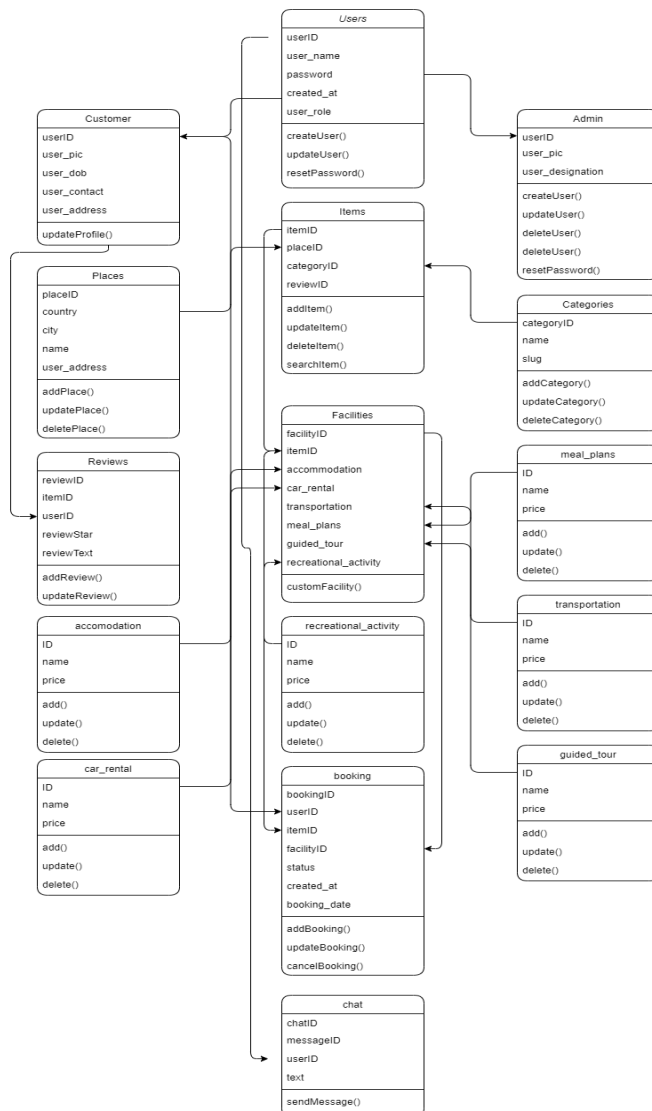 Users
userID
user_name
password
created_at
user_role
createUser()
updateUser()
resetPassword()
Customer
userID
user_pic
user_dob
user_contact
user_address
updateProfile()
Admin
userID
user_pic
user_designation
createUser()
updateUser()
deleteUser()
deleteUser()
resetPassword()
Items
itemID
placeID
categoryID
reviewID
addItem()
updateItem()
deleteItem()
searchItem()
Places
placeID
country
city
name
user_address
addPlace()
updatePlace()
deletePlace()
Categories
categoryID
name
slug
addCategory()
updateCategory()
deleteCategory()
Facilities
facilityID
itemID
accommodation
car_rental
transportation
meal_plans
guided_tour
recreational_activity
customFacility()
Reviews
reviewID
itemID
userID
reviewStar
reviewText
addReview()
updateReview()
meal_plans
ID
name
price
add()
update()
delete()
accomodation
ID
name
price
add()
update()
delete()
recreational_activity
ID
name
price
add()
update()
delete()
transportation
ID
name
price
add()
update()
delete()
car_rental
ID
name
price
add()
update()
delete()
booking
bookingID
userID
itemID
facilityID
status
created_at
booking_date
addBooking()
updateBooking()
cancelBooking()
guided_tour
ID
name
price
add()
update()
delete()
chat
chatID
messageID
userID
text
sendMessage()